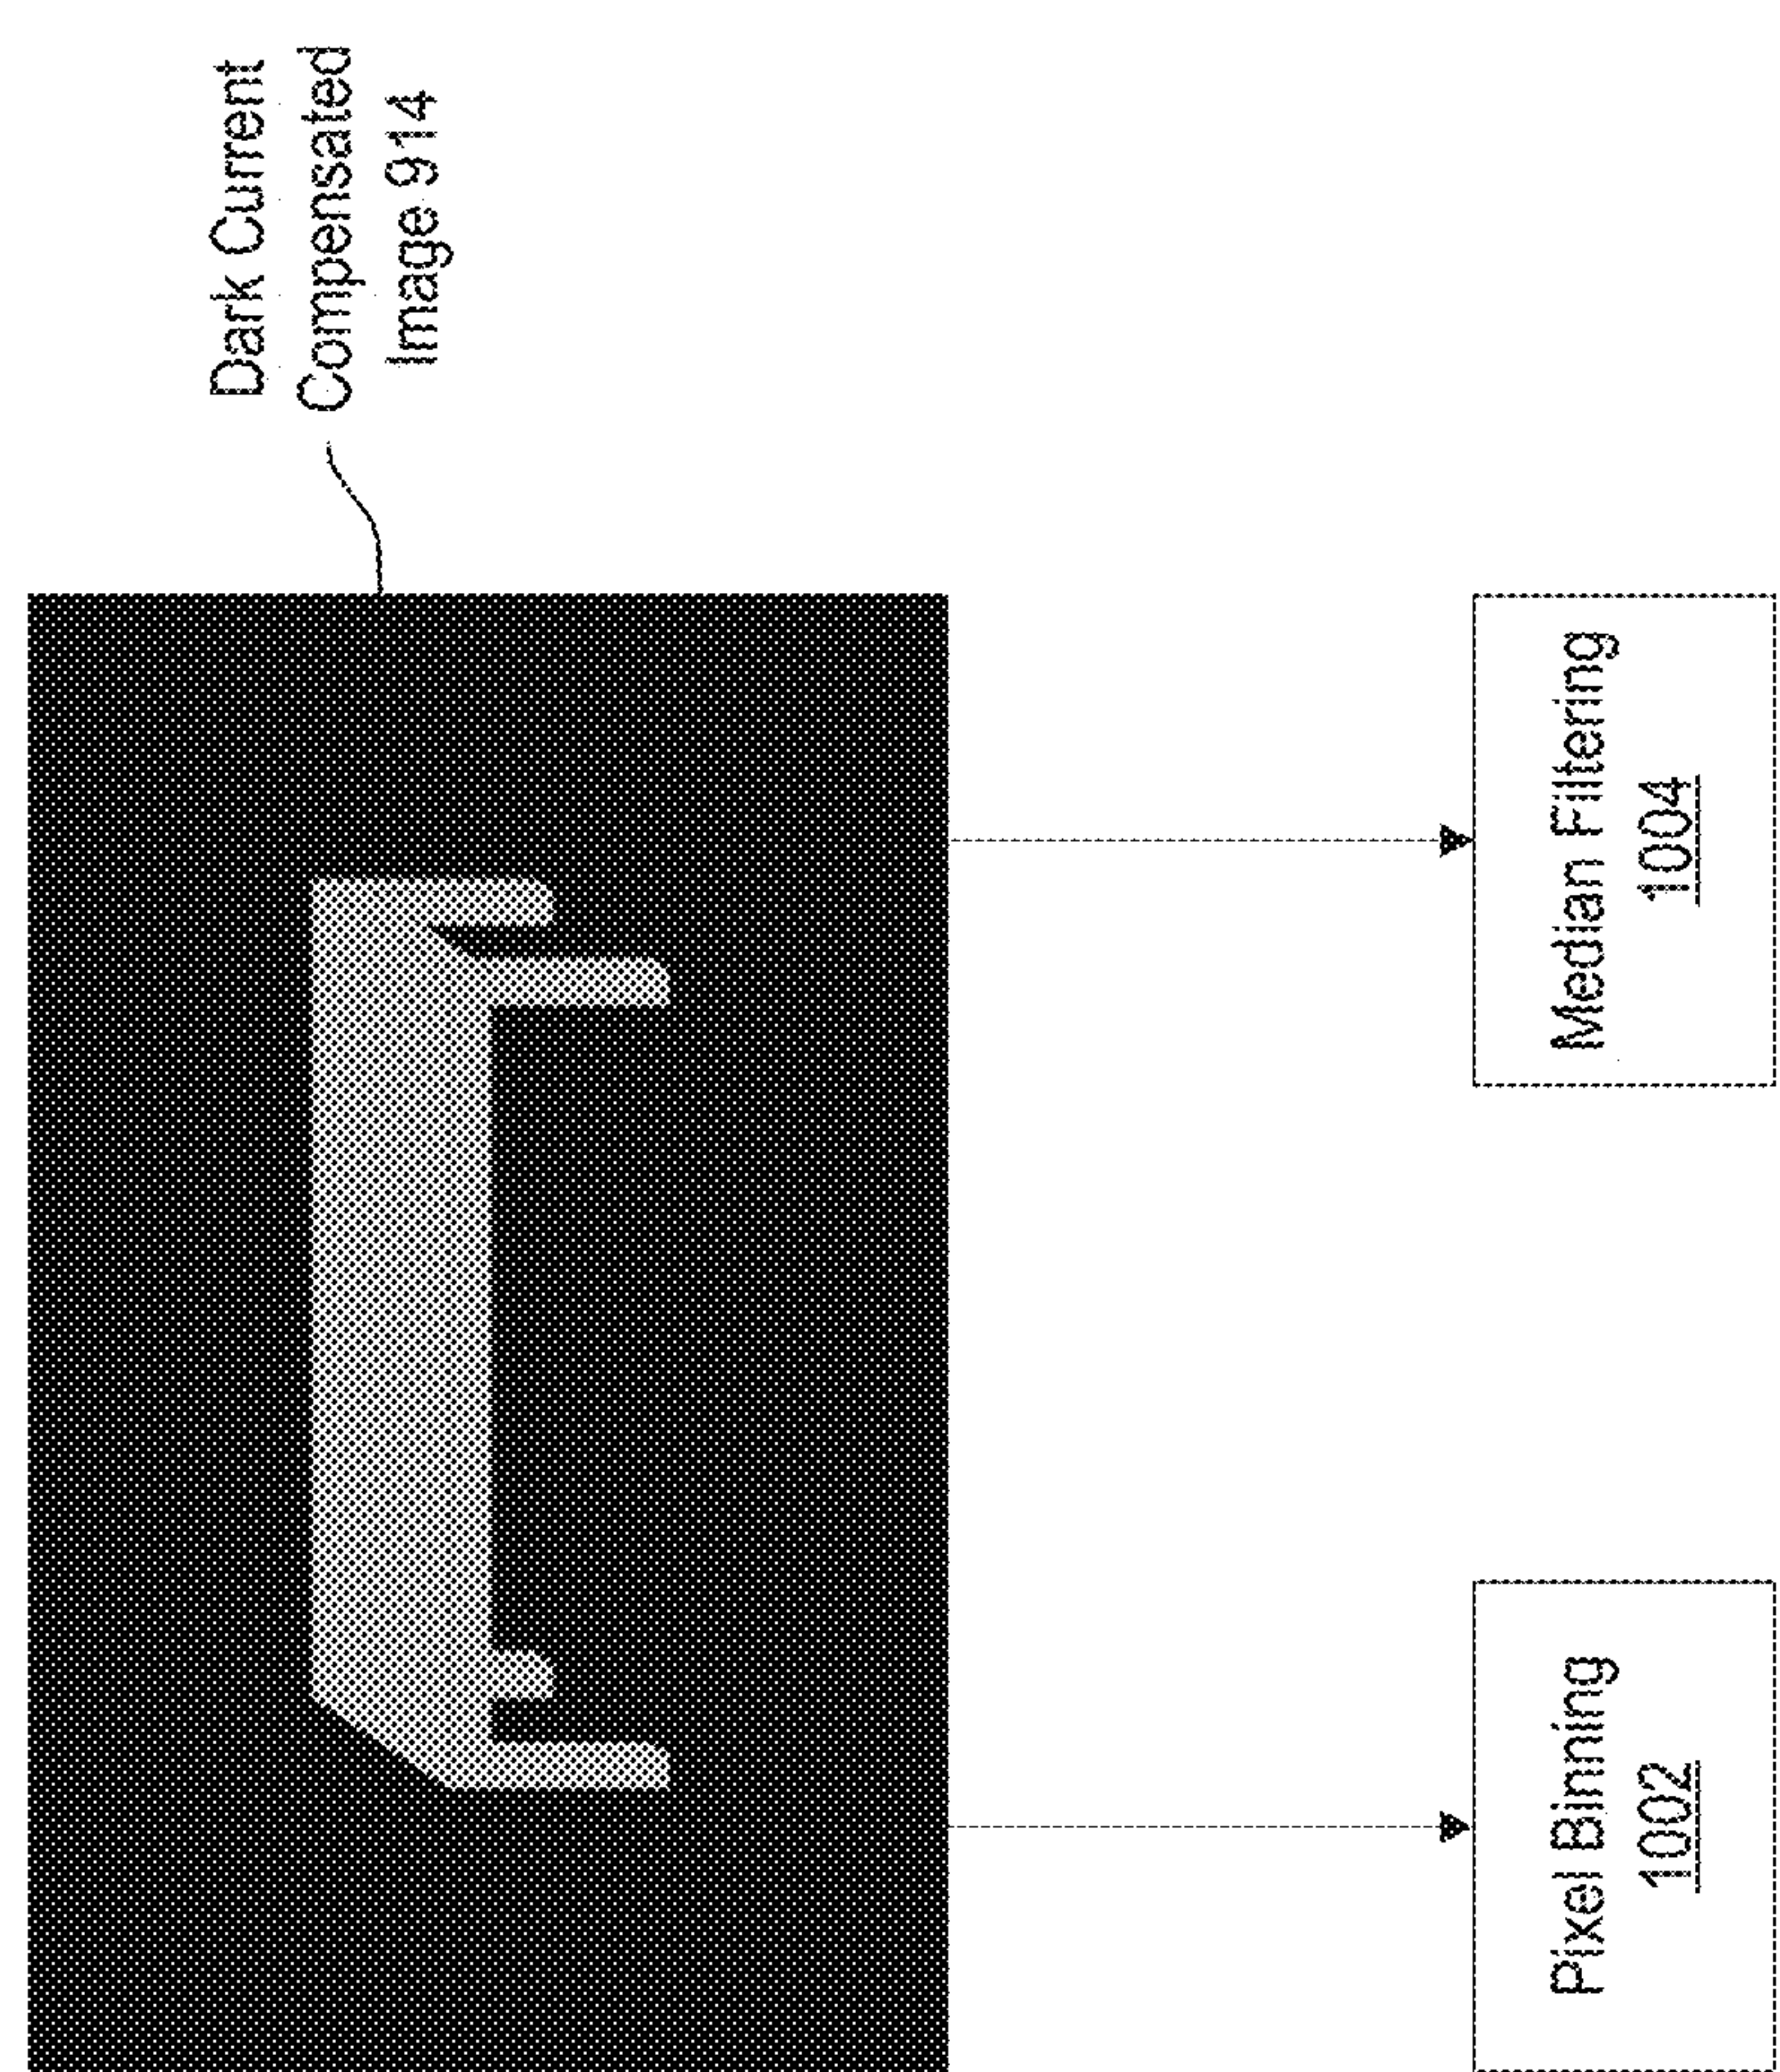 Dark Current
Compensated
Image 914
Pixel Binning
1002
Median Filtering
1004